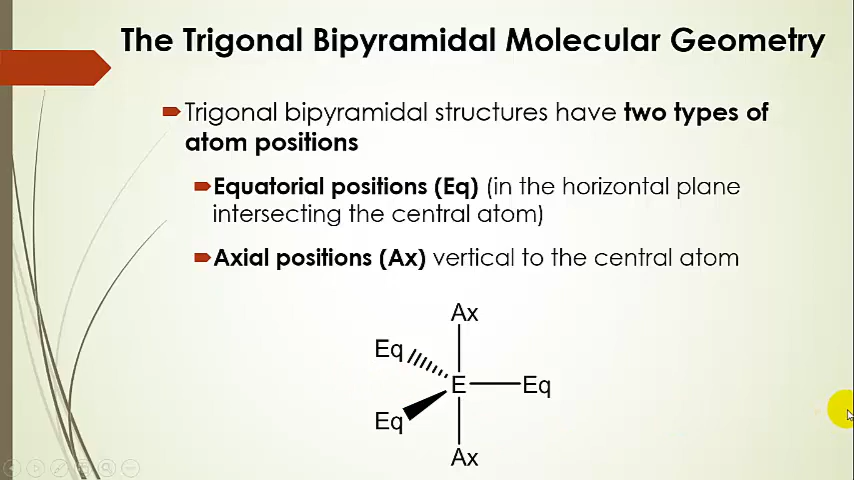 The Trigonal Bipyramidal Molecular Geometry
Trigonal bipyramidal structures have two types of
atom positions
Equatorial positions (Eq) (in the horizontal plane
intersecting the central atom)
Axial positions (Ax) vertical to the central atom
Ax
Eq
E Eq
Eq
Ax